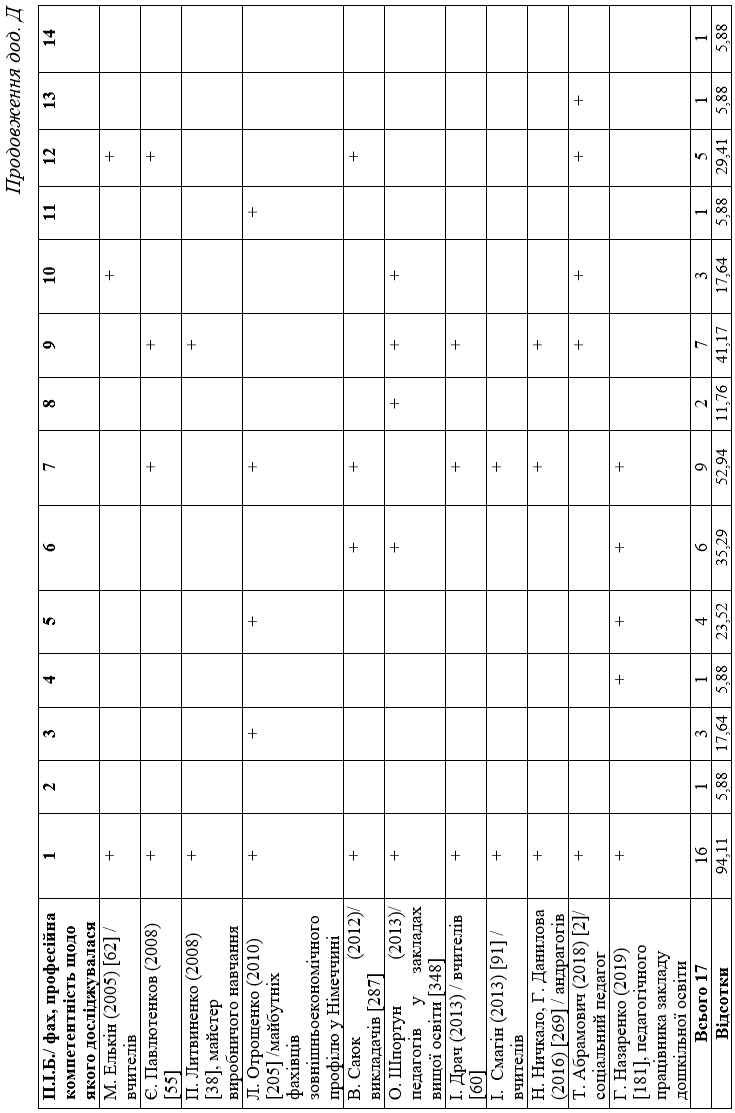 Продовження дод. Д
П.І.Б./ фах, професійна компетентність щодо якого досліджувалася 1 2 3 4 5 6 7 8 9 10 11 12 13 14
М. Елькін (2005) [62] /
вчителів + + +
Є. Павлютенков (2008)
[55] + + + +
П. Литвиненко (2008)
[38], майстер
виробничого навчання + +
Л. Отрощенко (2010)
[205] /майбутніх
фахівців
зовнішньоекономічного
профілю у Німеччині + + + + +
В. Саюк (2012)/
викладачів [287] + + + +
О. Шпортун (2013)/
педагогів у закладах
вищої освіти [348] + + + + +
І. Драч (2013) / вчителів
[60] + + +
І. Смагін (2013) [91] /
вчителів + +
Н. Ничкало, Г. Данилова
(2016) [269] / андрагогів + + +
Т. Абрамович (2018) [2]/
соціальний педагог + + + + +
Г. Назаренко (2019)
[181], педагогічного
працівника закладу
дошкільної освіти + + + + +
Всього 17 16 1 3 1 4 6 9 2 7 3 1 5 1 1
Відсотки 94,11 5,88 17,64 5,88 23,52 35,29 52,94 11,76 41,17 17,64 5,88 29,41 5,88 5,88